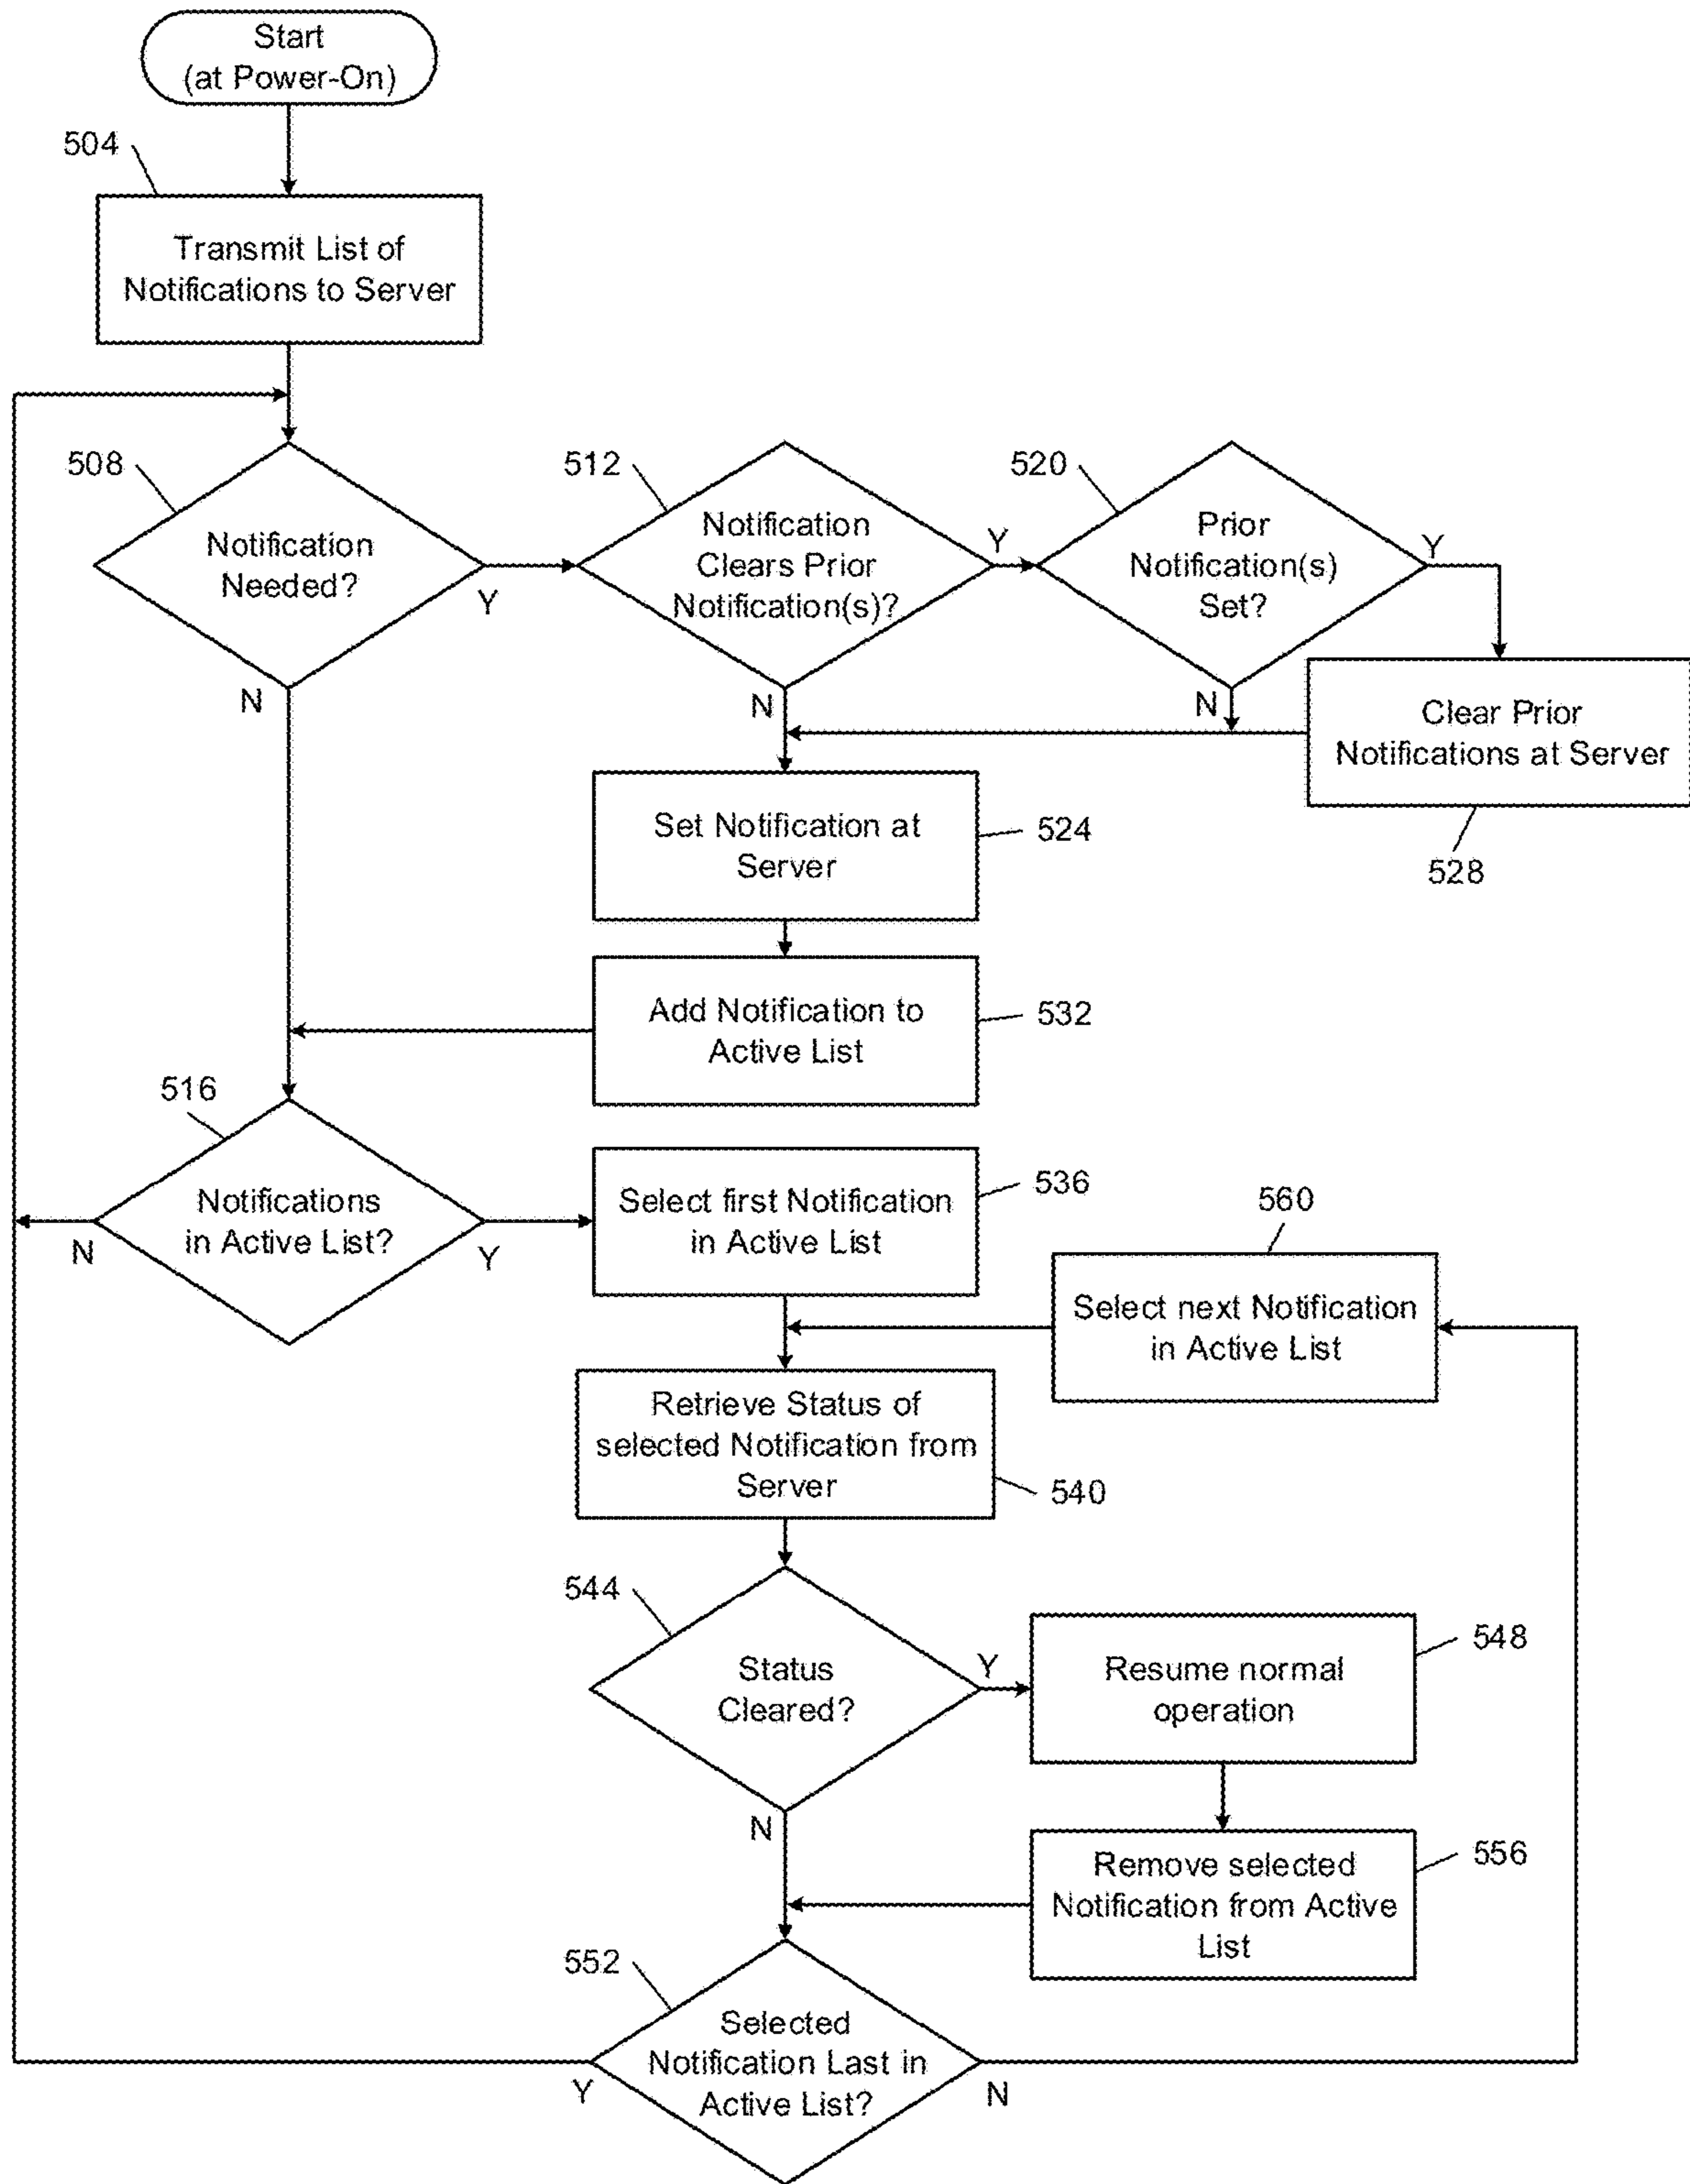 Start
(at Power-On)
504
Transmit List of
Notifications to Server
508
Notification
Needed?
Y
N
512
Notification
Clears Prior
Notification(s)?
Y
N
520
Prior
Notification(s)
Set?
Y
N
Clear Prior
Notifications at Server
528
Set Notification at
Server
524
Add Notification to
Active List
532
516
Notifications
in Active List?
N
Y
Select first Notification
in Active List
536
560
Select next Notification
in Active List
Retrieve Status of
selected Notification from
Server
540
544
Status
Cleared?
Y
N
Resume normal
operation
548
Remove selected
Notification from Active
List
556
552
Selected
Notification Last in
Active List?
Y
N